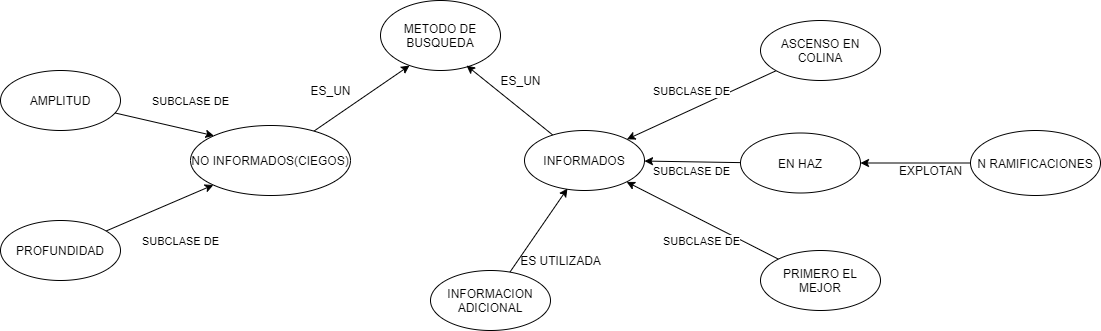 METODO DE
BUSQUEDA
ASCENSO EN
COLINA
ES_UN
ES_UN
SUBCLASE DE
AMPLITUD
SUBCLASE DE
NO INFORMADOS(CIEGOS)
INFORMADOS
EN HAZ
N RAMIFICACIONES
SUBCLASE DE
EXPLOTAN
PROFUNDIDAD
SUBCLASE DE
SUBCLASE DE
ES UTILIZADA
PRIMERO EL
MEJOR
INFORMACION
ADICIONAL